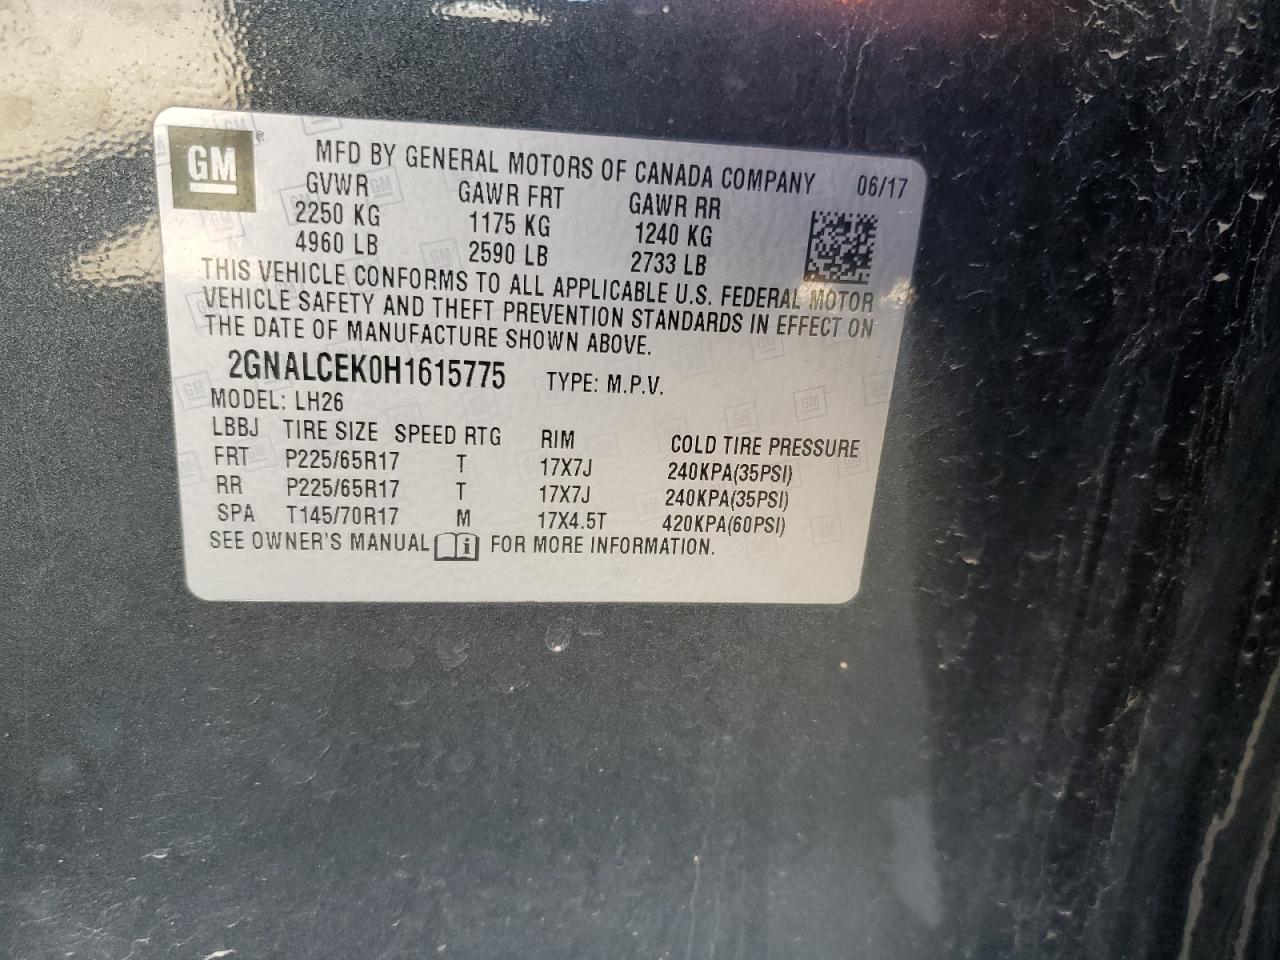 GM ®
MFD BY GENERAL MOTORS OF CANADA COMPANY 06/17
GVWR GAWR FRT GAWR RR
2250 KG 1175 KG 1240 KG
4960 LB 2590 LB 2733 LB
THIS VEHICLE CONFORMS TO ALL APPLICABLE U.S. FEDERAL MOTOR
VEHICLE SAFETY AND THEFT PREVENTION STANDARDS IN EFFECT ON
THE DATE OF MANUFACTURE SHOWN ABOVE.
2GNALCEK0H1615775 TYPE: M.P.V.
MODEL: LH26
LBBJ TIRE SIZE SPEED RTG RIM COLD TIRE PRESSURE
FRT P225/65R17 T 17X7J 240KPA(35PSI)
RR P225/65R17 T 17X7J 240KPA(35PSI)
SPA T145/70R17 M 17X4.5T 420KPA(60PSI)
SEE OWNER'S MANUAL i FOR MORE INFORMATION.